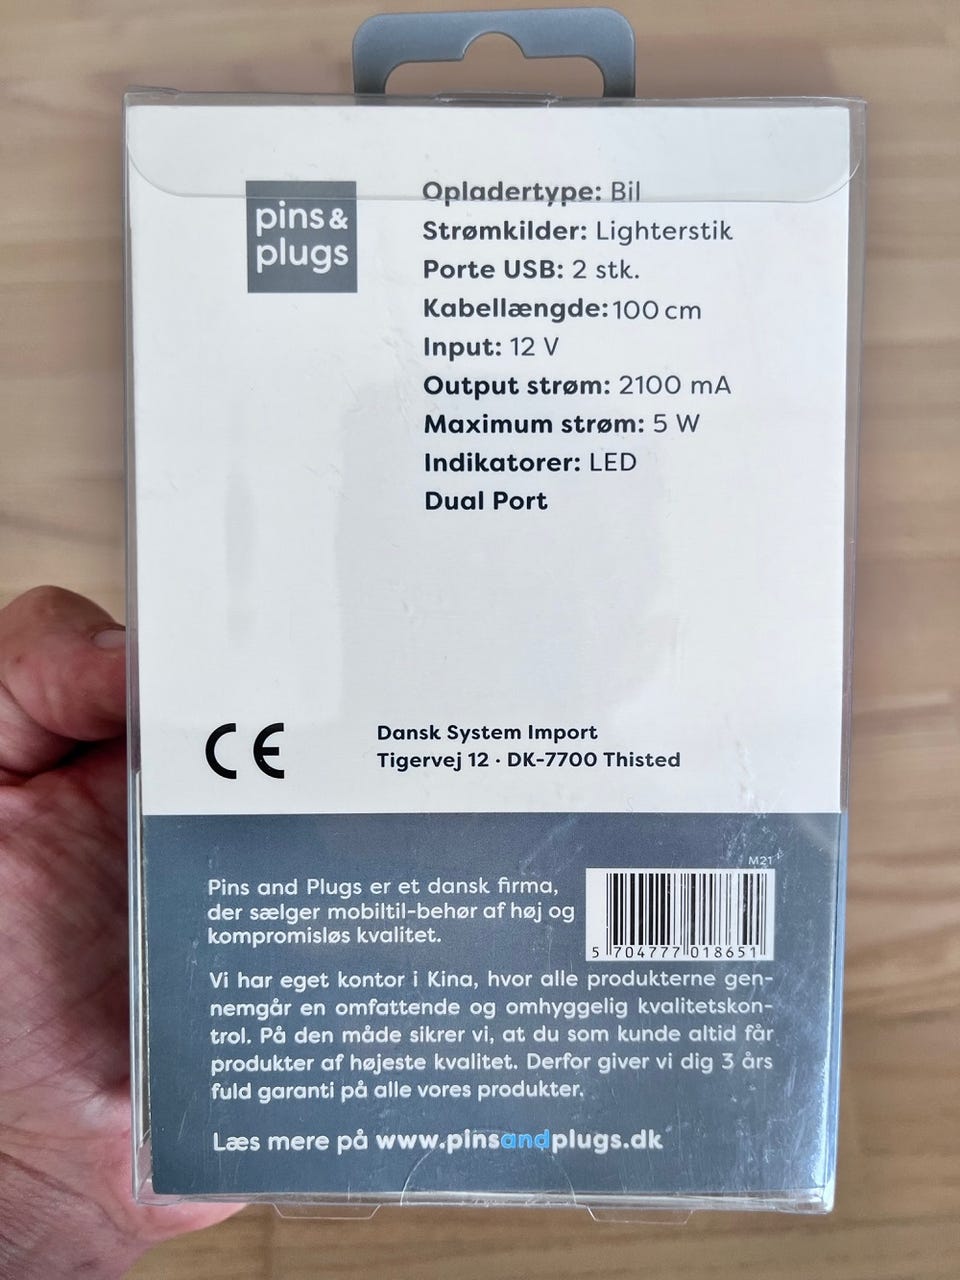 pins &
plugs
Opladertype: Bil
Strømkilder: Lighterstik
Porte USB: 2 stk.
Kabellængde: 100 cm
Input: 12 V
Output strøm: 2100 mA
Maximum strøm: 5 W
Indikatorer: LED
Dual Port
CE
Dansk System Import
Tigervej 12 · DK-7700 Thisted
M21
Pins and Plugs er et dansk firma,
der sælger mobiltil-behør af høj og
kompromisløs kvalitet.
5 704777 018651
Vi har eget kontor i Kina, hvor alle produkterne gen-
nemgår en omfattende og omhyggelig kvalitetskon-
trol. På den måde sikrer vi, at du som kunde altid får
produkter af højeste kvalitet. Derfor giver vi dig 3 års
fuld garanti på alle vores produkter.
Læs mere på www.pinsandplugs.dk